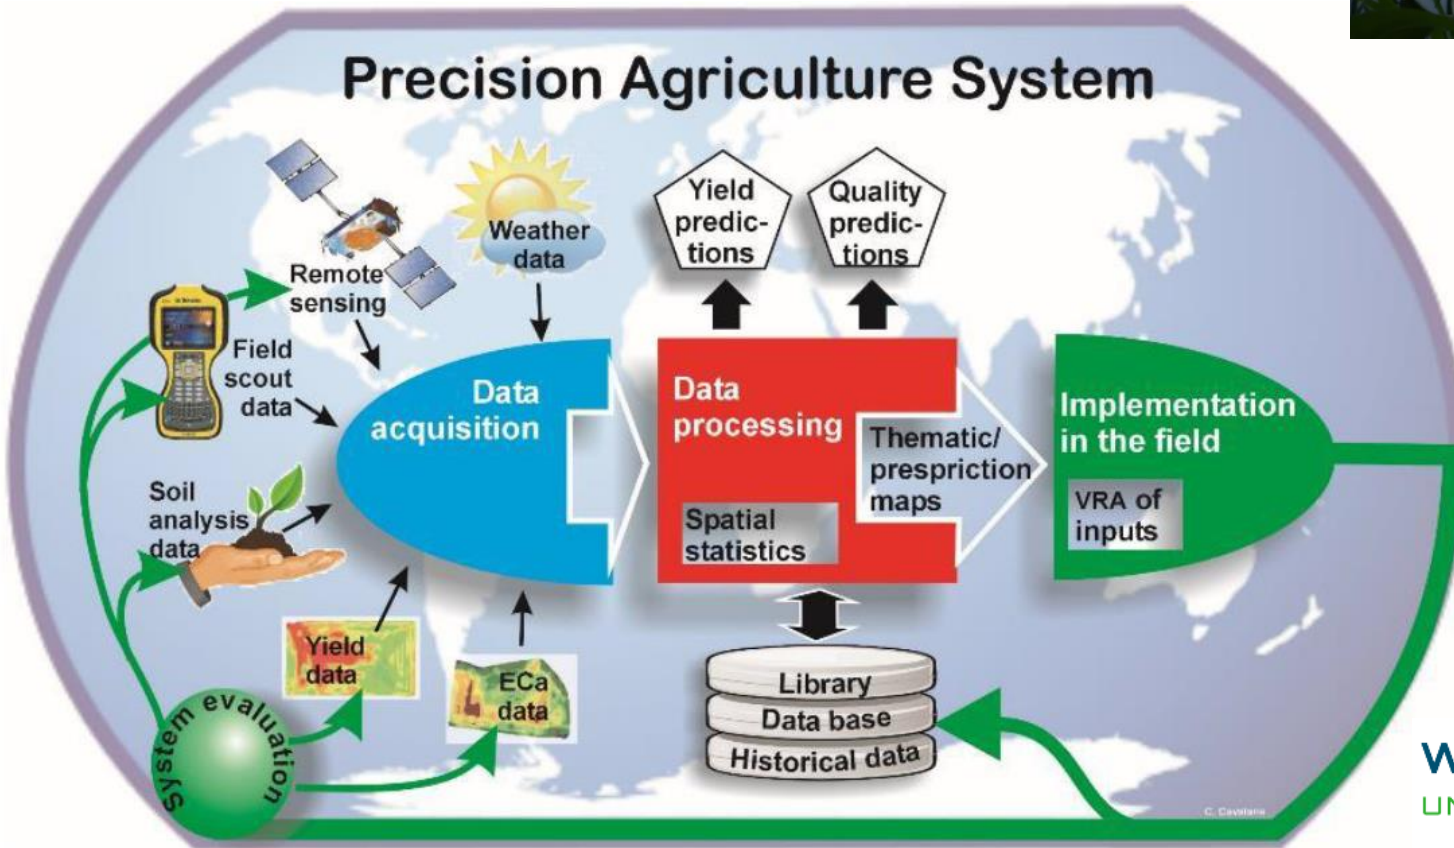 Precision Agriculture System
Yield
predic-
tions
Quality
predic-
tions
Weather
data
Remote
sensing
Field
scout
data
Soil
analysis
data
Yield
data
ECa
data
System evaluation
Data
acquisition
Data
processing
Spatial
statistics
Thematic/
prespriction
maps
Implementation
in the field
VRA of
inputs
Library
Data base
Historical data